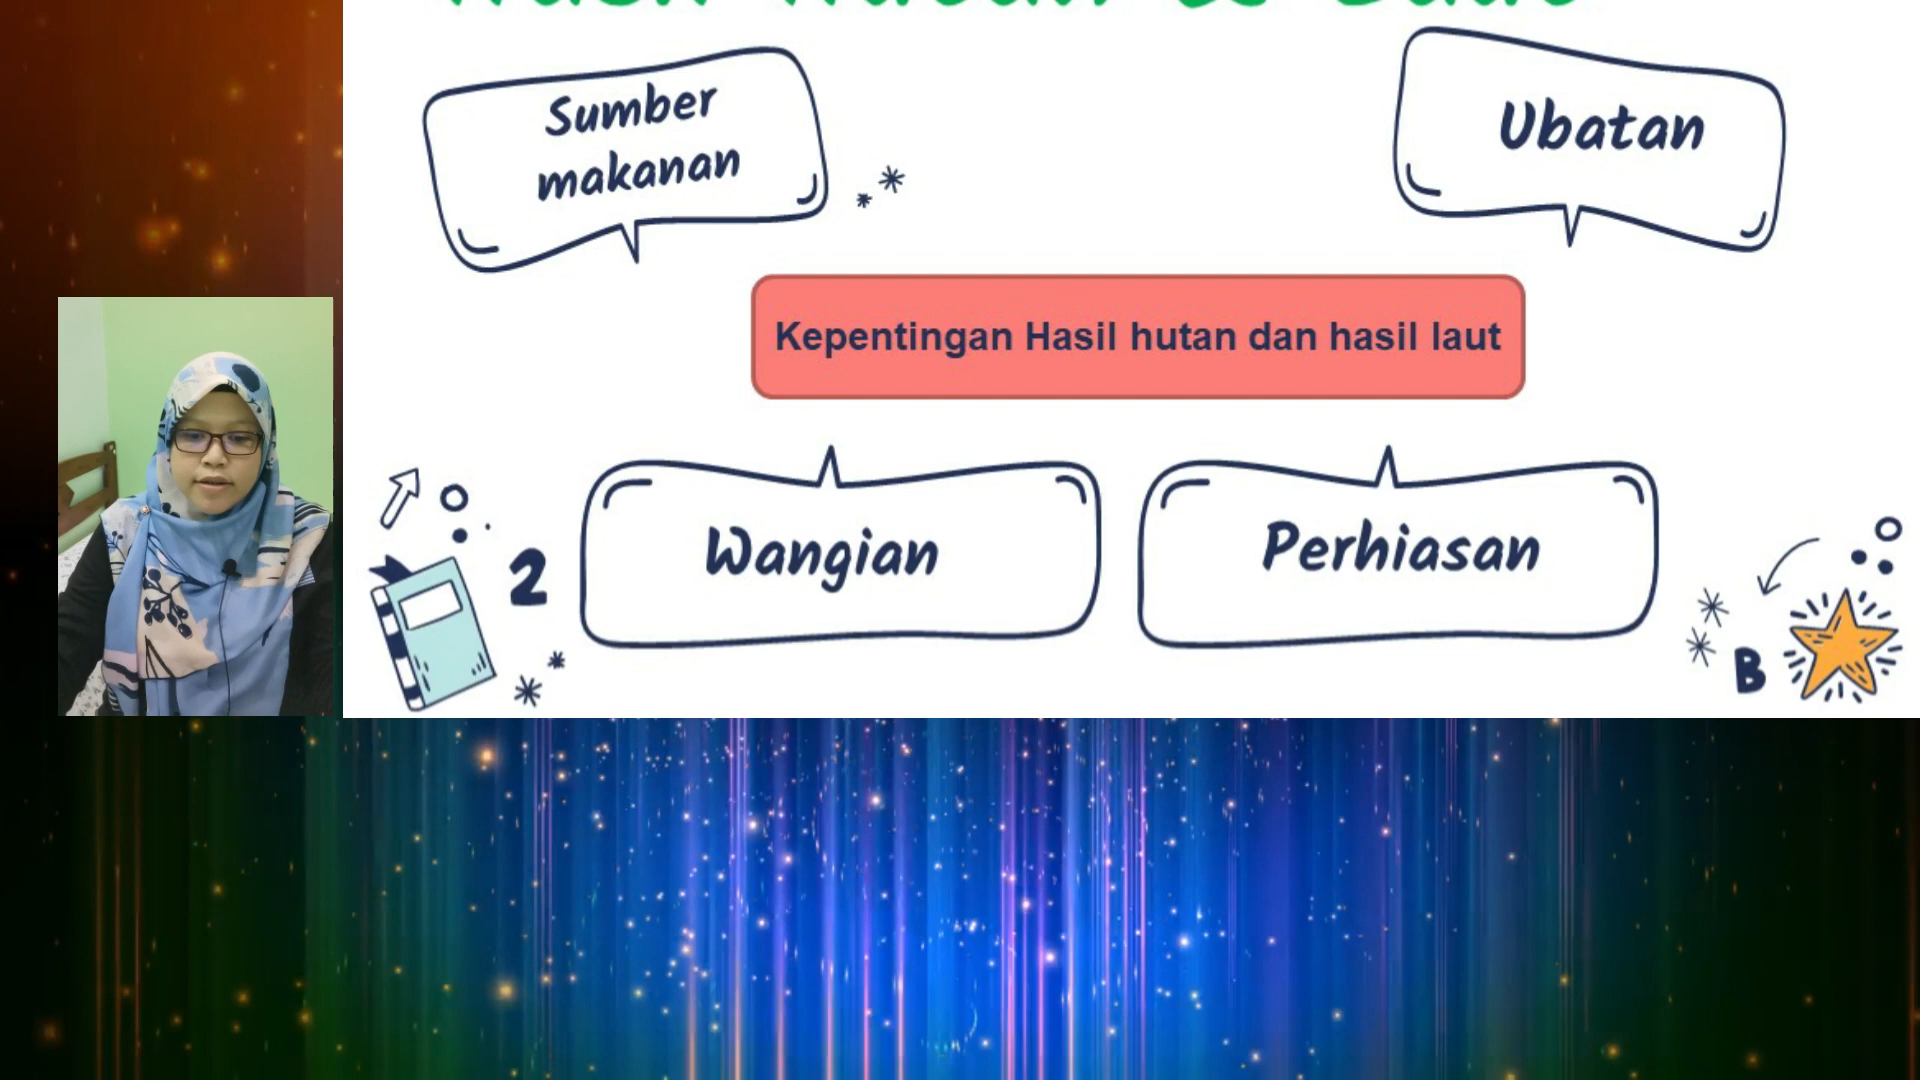 Sumber
makanan
Ubatan
Kepentingan Hasil hutan dan hasil laut
Wangian
Perhiasan
2
B